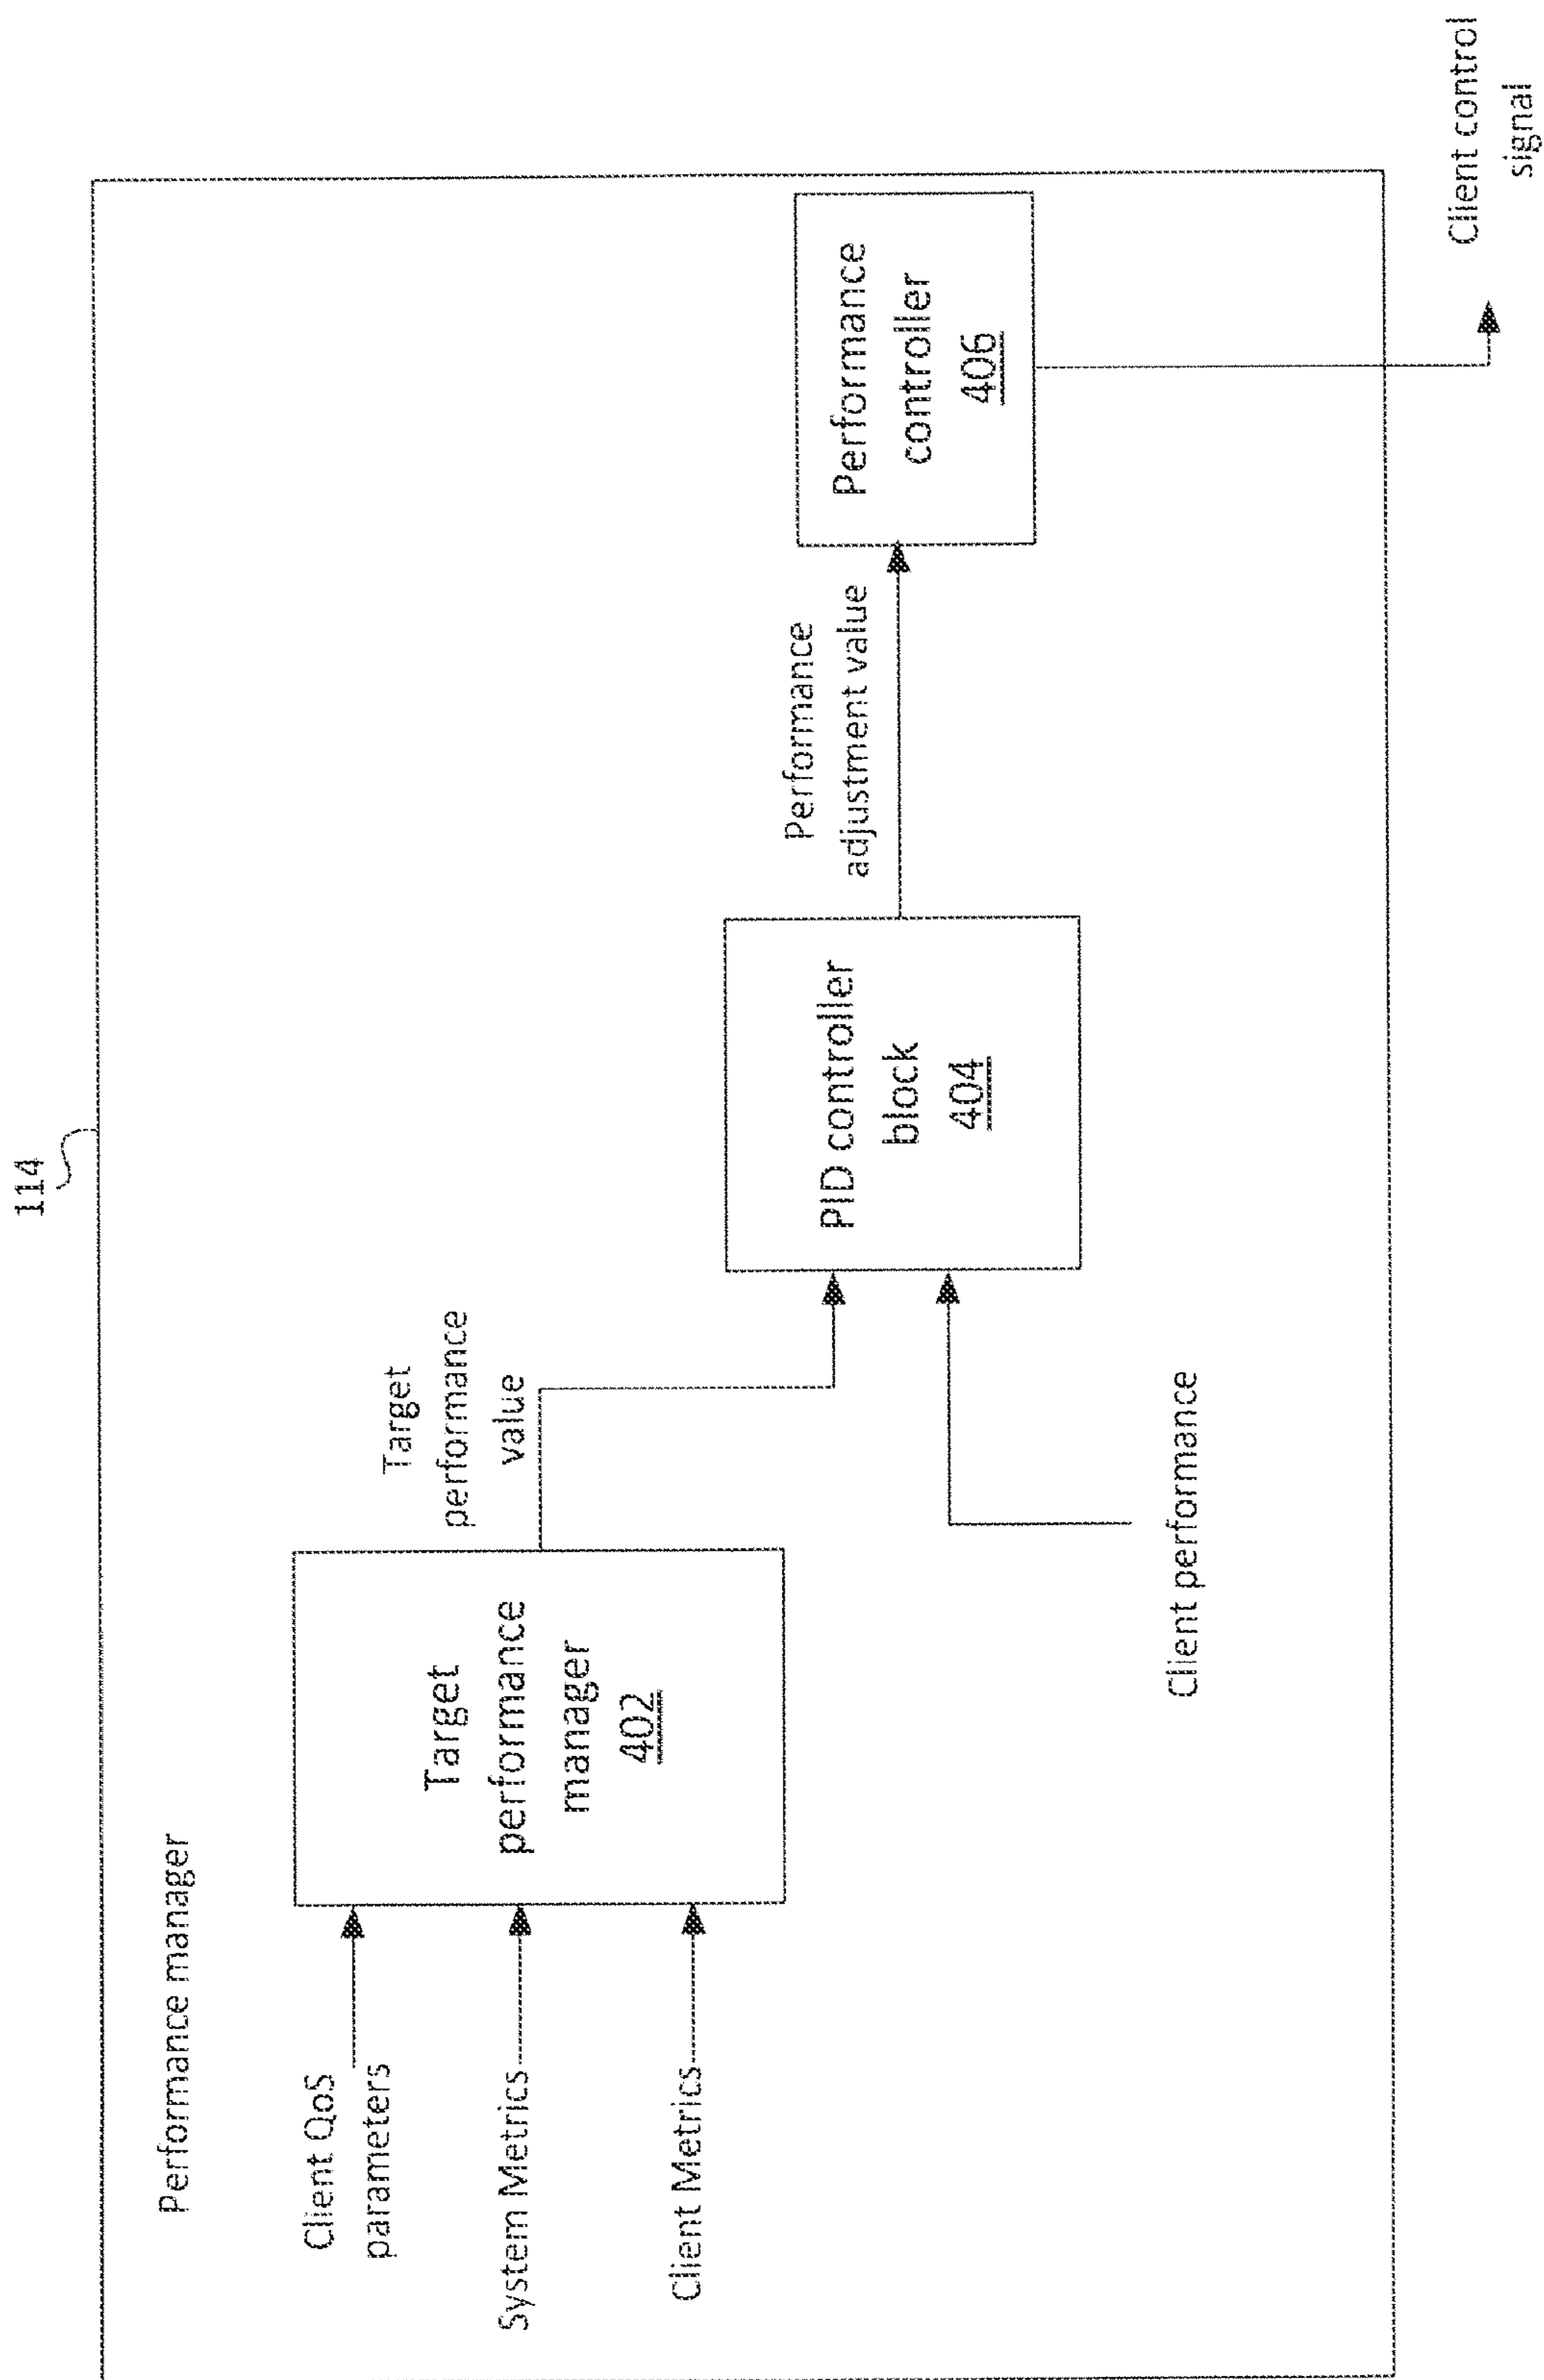 114
Performance manager
Client QoS
parameters
System Metrics
Client Metrics
Target
performance
manager
402
Target
performance
value
Client performance
PID controller
block
404
Performance
adjustment value
Performance
controller
406
Client control
signal